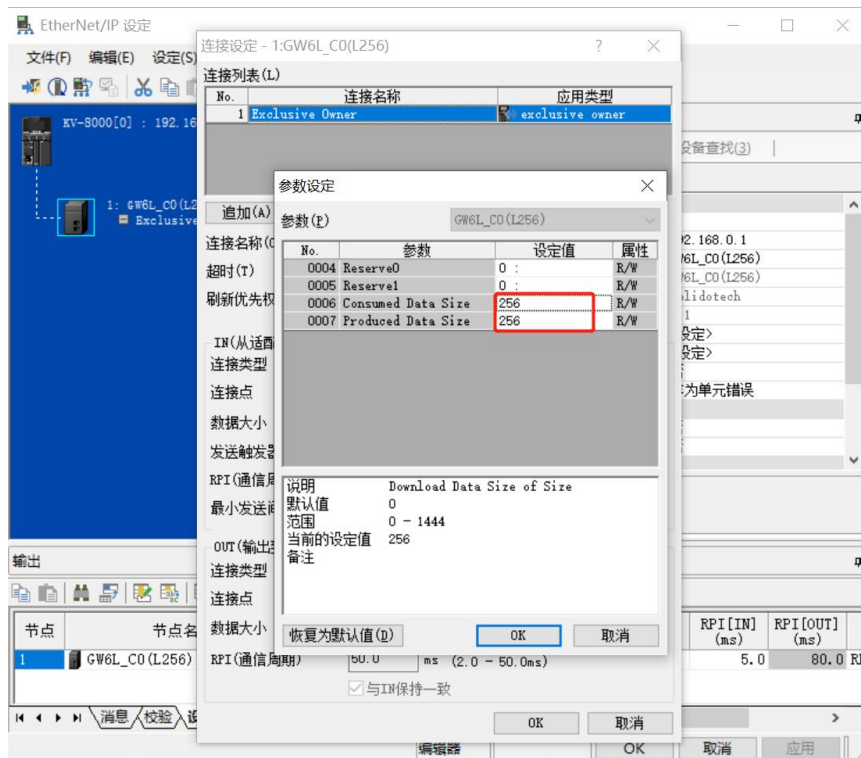 EtherNet/IP 设定
文件(F) 编辑(E) 设定(S)
KV-8000[0] : 192.16
1: GW6L_C0(L2
Exclusive
连接设定 - 1:GW6L_C0(L256) ?
连接列表(L)
No. 连接名称 应用类型
1 Exclusive Owner exclusive owner
追加(A)
连接名称(C
超时(T)
刷新优先权
IN(从适配
连接类型
连接点
数据大小
发送触发器
RPI(通信周
最小发送间
OUT(输出到
连接类型
连接点
数据大小
RPI(通信周期) 50.0 ms (2.0 - 50.0ms)
与IN保持一致
OK 取消
参数设定
参数(P) GW6L_C0(L256)
No. 参数 设定值 属性
0004 Reserve0 0 : R/W
0005 Reserve1 0 : R/W
0006 Consumed Data Size 256 R/W
0007 Produced Data Size 256 R/W
说明 Download Data Size of Size
默认值 0
范围 0 - 1444
当前的设定值 256
备注
恢复为默认值(D) OK 取消
设备查找(3)
92.168.0.1
W6L_C0(L256)
W6L_C0(L256)
olidotech
1
设定>
设定>
为单元错误
输出
节点 节点名 RPI[IN] (ms) RPI[OUT] (ms)
1 GW6L_C0(L256) 5.0 80.0 RP
消息 校验 设
编辑器 OK 取消 应用